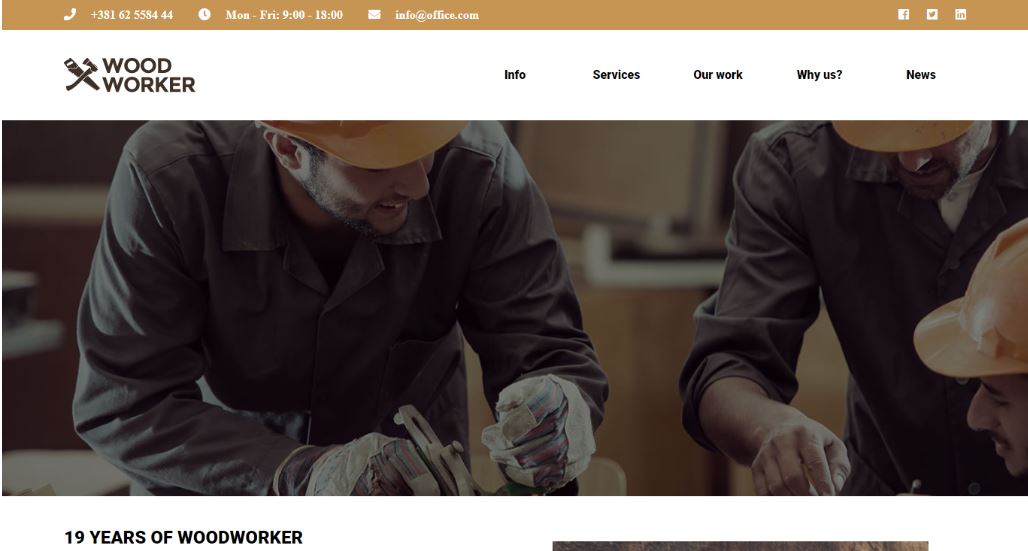 +381 62 5584 44 Mon - Fri: 9:00 - 18:00 info@office.com
WOOD
WORKER
Info Services Our work Why us? News
19 YEARS OF WOODWORKER